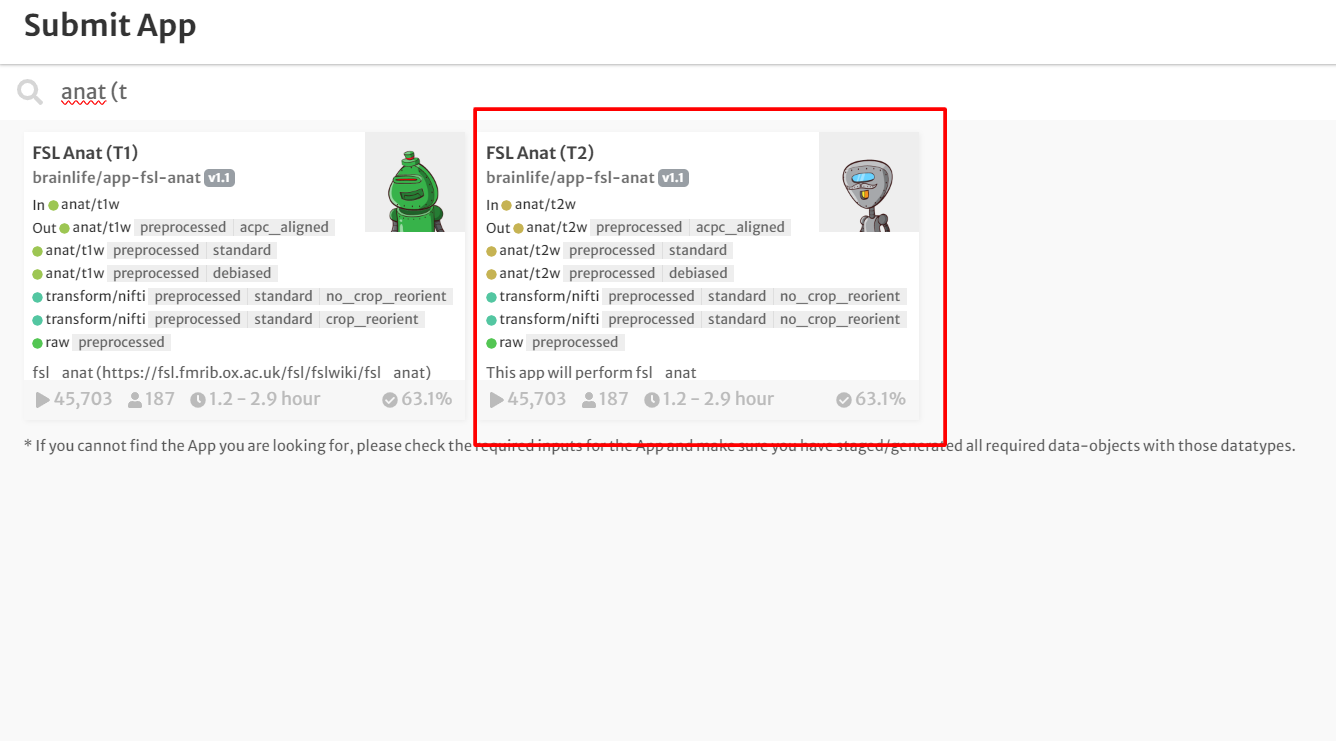 Submit App
anat (t
FSL Anat (T1)
brainlife/app-fsl-anat v1.1
In anat/t1w
Out anat/t1w preprocessed acpc_aligned
anat/t1w preprocessed standard
anat/t1w preprocessed debiased
transform/nifti preprocessed standard no_crop_reorient
transform/nifti preprocessed standard crop_reorient
raw preprocessed
fsl_anat (https://fsl.fmrib.ox.ac.uk/fsl/fslwiki/fsl_anat)
45,703 187 1.2 - 2.9 hour 63.1%
FSL Anat (T2)
brainlife/app-fsl-anat v1.1
In anat/t2w
Out anat/t2w preprocessed acpc_aligned
anat/t2w preprocessed standard
anat/t2w preprocessed debiased
transform/nifti preprocessed standard no_crop_reorient
transform/nifti preprocessed standard no_crop_reorient
raw preprocessed
This app will perform fsl_anat
45,703 187 1.2 - 2.9 hour 63.1%
* If you cannot find the App you are looking for, please check the required inputs for the App and make sure you have staged/generated all required data-objects with those datatypes.